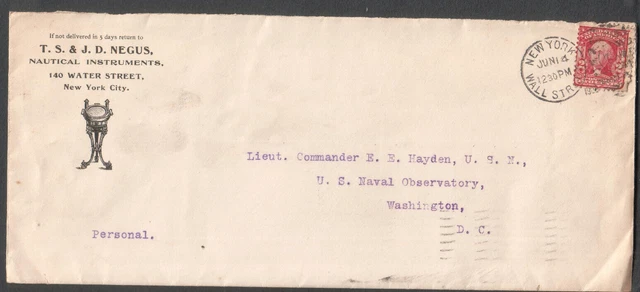 If not delivered in 5 days return to
T. S. & J. D. NEGUS,
NAUTICAL INSTRUMENTS,
140 WATER STREET,
New York City.
NEW YORK
JUN 14
12 30 PM
WALL STR.
Lieut. Commander E. E. Hayden, U. S. N.,
U. S. Naval Observatory,
Washington,
D. C.
Personal.